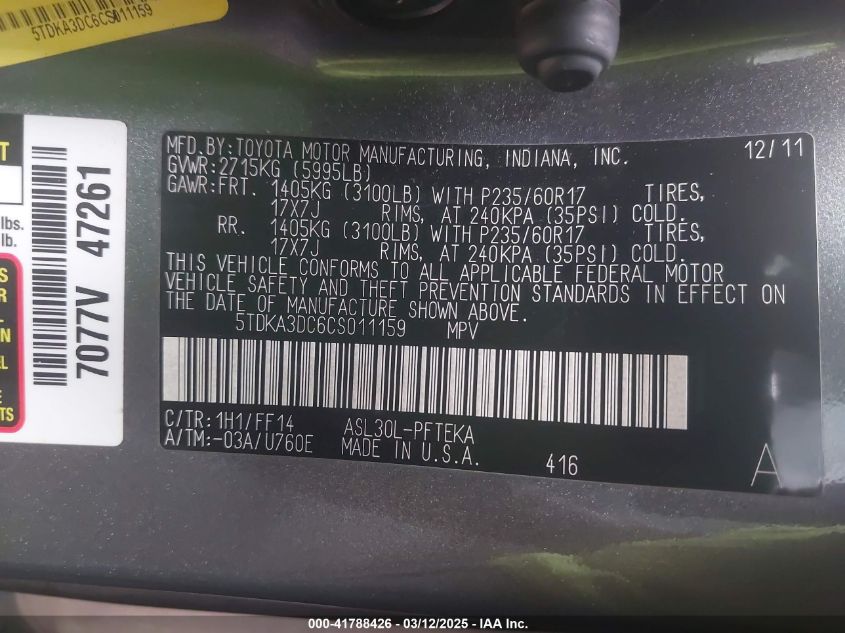 5TDKA3DC6CS011159
T
lbs.
lb.
S
R
L-
N
EL
E
TS
7077V 47261
MFD.BY:TOYOTA MOTOR MANUFACTURING, INDIANA, INC. 12/11
GVWR:2715KG (5995LB)
GAWR:FRT. 1405KG (3100LB) WITH P235/60R17 TIRES,
17X7J RIMS, AT 240KPA (35PSI) COLD.
RR. 1405KG (3100LB) WITH P235/60R17 TIRES,
17X7J RIMS, AT 240KPA (35PSI) COLD.
THIS VEHICLE CONFORMS TO ALL APPLICABLE FEDERAL MOTOR
VEHICLE SAFETY AND THEFT PREVENTION STANDARDS IN EFFECT ON
THE DATE OF MANUFACTURE SHOWN ABOVE.
5TDKA3DC6CS011159 MPV
C/TR:1H1/FF14 ASL30L-PFTEKA
A/TM:-03A/U760E MADE IN U.S.A. 416 A
000-41788426 - 03/12/2025 - IAA Inc.